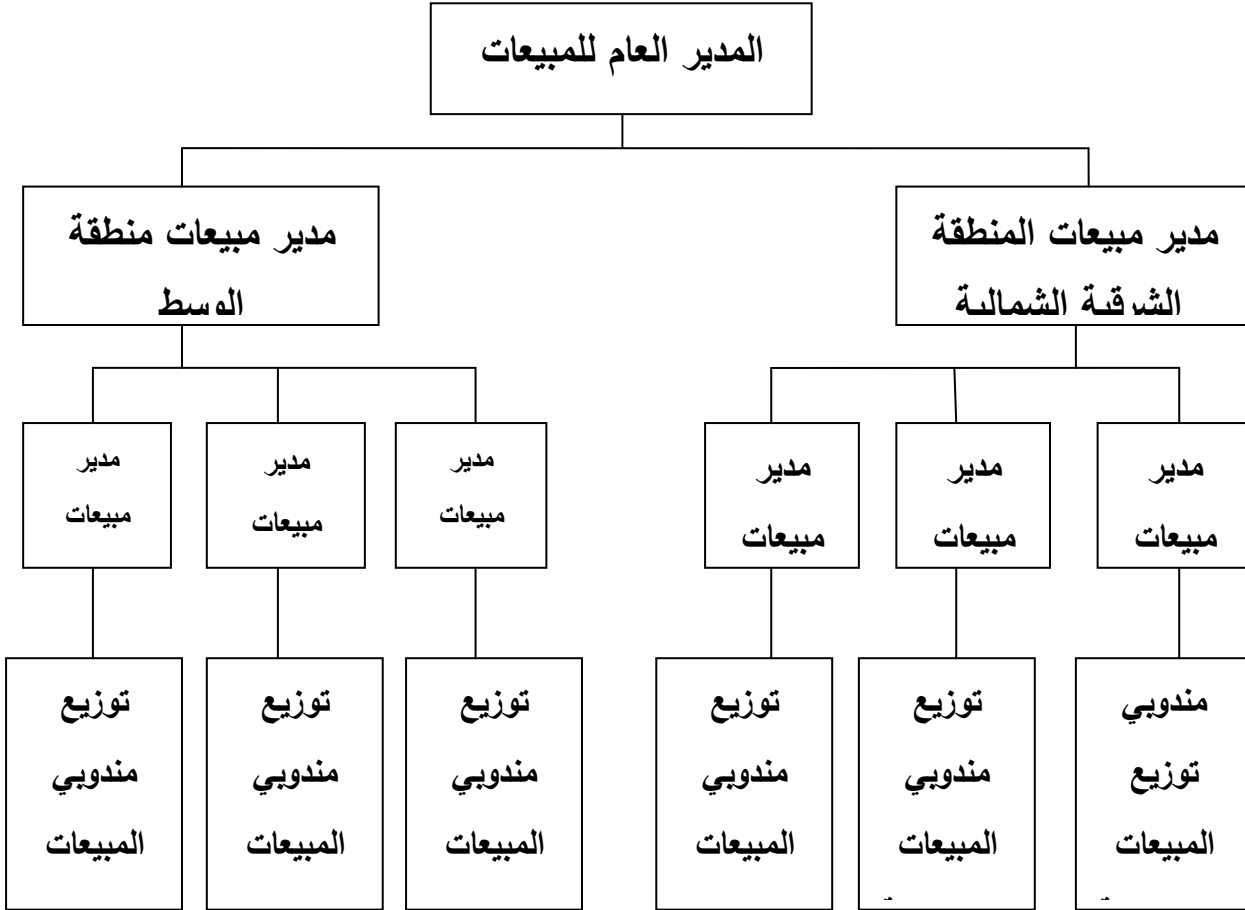 المدير العام للمبيعات
مدير مبيعات المنطقة
الشرقية الشمالية
مدير مبيعات منطقة
الوسط
مدير
مبيعات
مدير
مبيعات
مدير
مبيعات
مدير
مبيعات
مدير
مبيعات
مدير
مبيعات
مندوبي
توزيع
المبيعات
توزيع
مندوبي
المبيعات
توزيع
مندوبي
المبيعات
توزيع
مندوبي
المبيعات
توزيع
مندوبي
المبيعات
توزيع
مندوبي
المبيعات